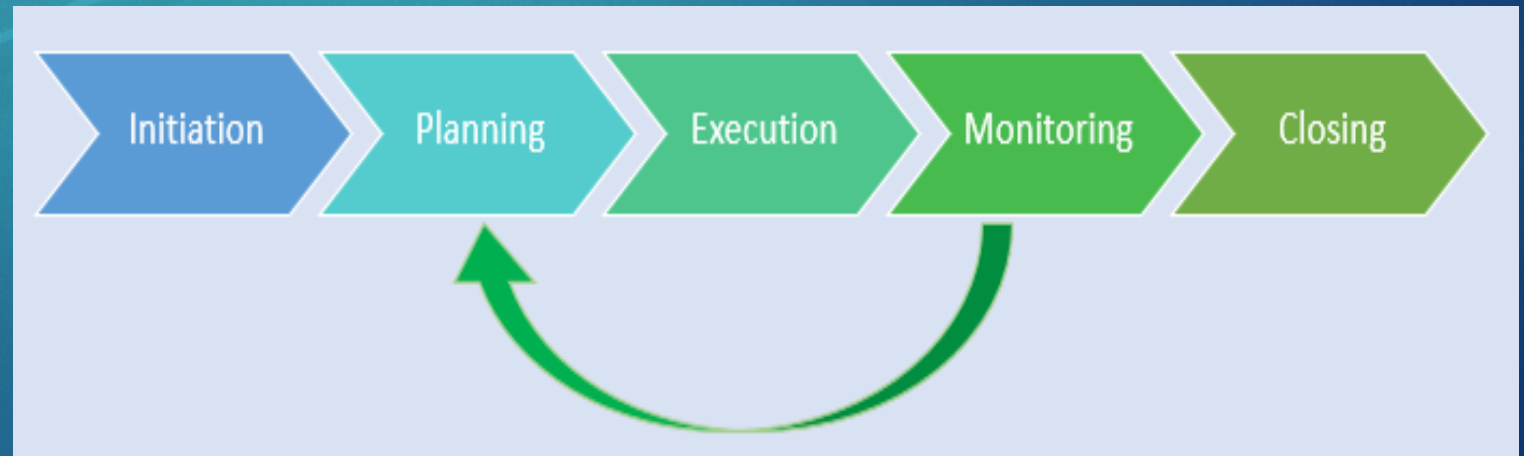 Initiation
Planning
Execution
Monitoring
Closing